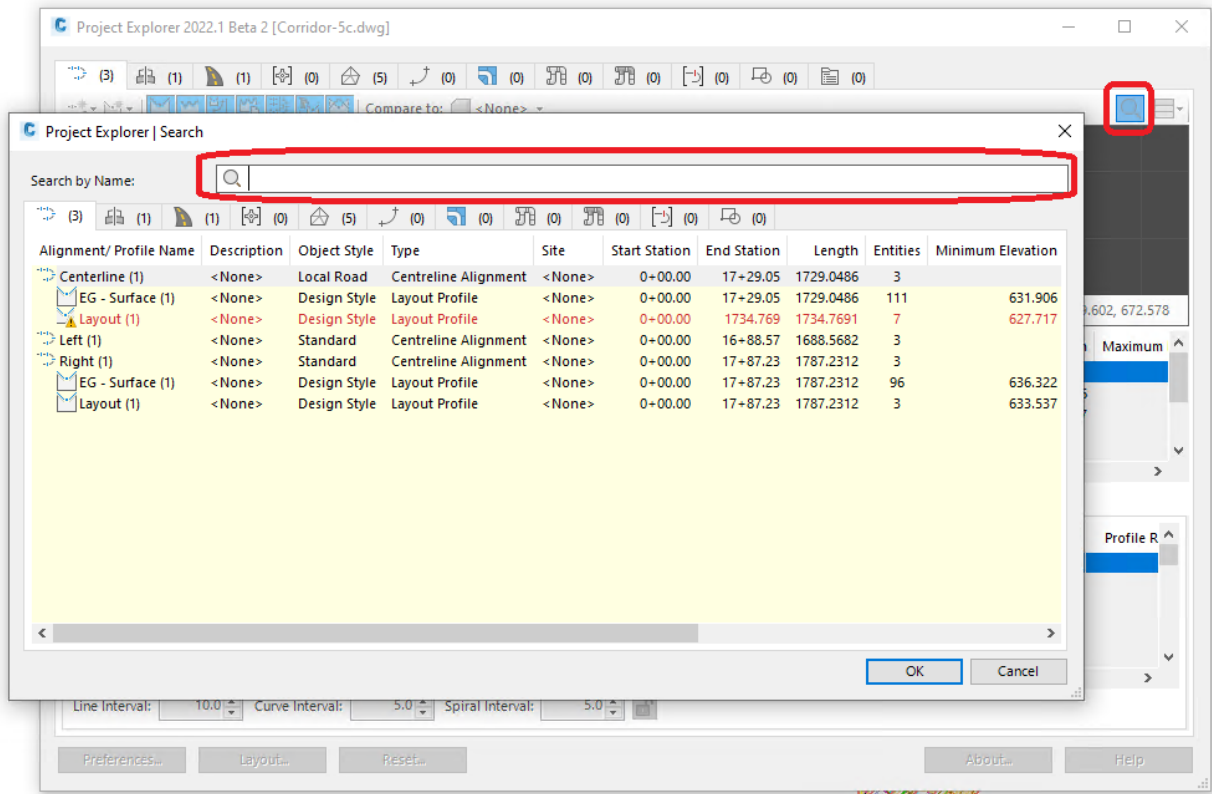 Project Explorer 2022.1 Beta 2 [Corridor-5c.dwg]
(3) (1) (1) (0) (5) (0) (0) (0) (0) (0) (0) (0)
Compare to: <None>
Project Explorer | Search
Search by Name:
(3) (1) (1) (0) (5) (0) (0) (0) (0) (0) (0)
Alignment/ Profile Name Description Object Style Type Site Start Station End Station Length Entities Minimum Elevation
Centerline (1) <None> Local Road Centreline Alignment <None> 0+00.00 17+29.05 1729.0486 3
EG - Surface (1) <None> Design Style Layout Profile <None> 0+00.00 17+29.05 1729.0486 111 631.906
Layout (1) <None> Design Style Layout Profile <None> 0+00.00 1734.769 1734.7691 7 627.717
.602, 672.578
Left (1) <None> Standard Centreline Alignment <None> 0+00.00 16+88.57 1688.5682 3
Maximum
Right (1) <None> Standard Centreline Alignment <None> 0+00.00 17+87.23 1787.2312 3
EG - Surface (1) <None> Design Style Layout Profile <None> 0+00.00 17+87.23 1787.2312 96 636.322
Layout (1) <None> Design Style Layout Profile <None> 0+00.00 17+87.23 1787.2312 3 633.537
Profile R
OK Cancel
Line Interval: 10.0 Curve Interval: 5.0 Spiral Interval: 5.0
Preferences... Layout... Reset... About... Help